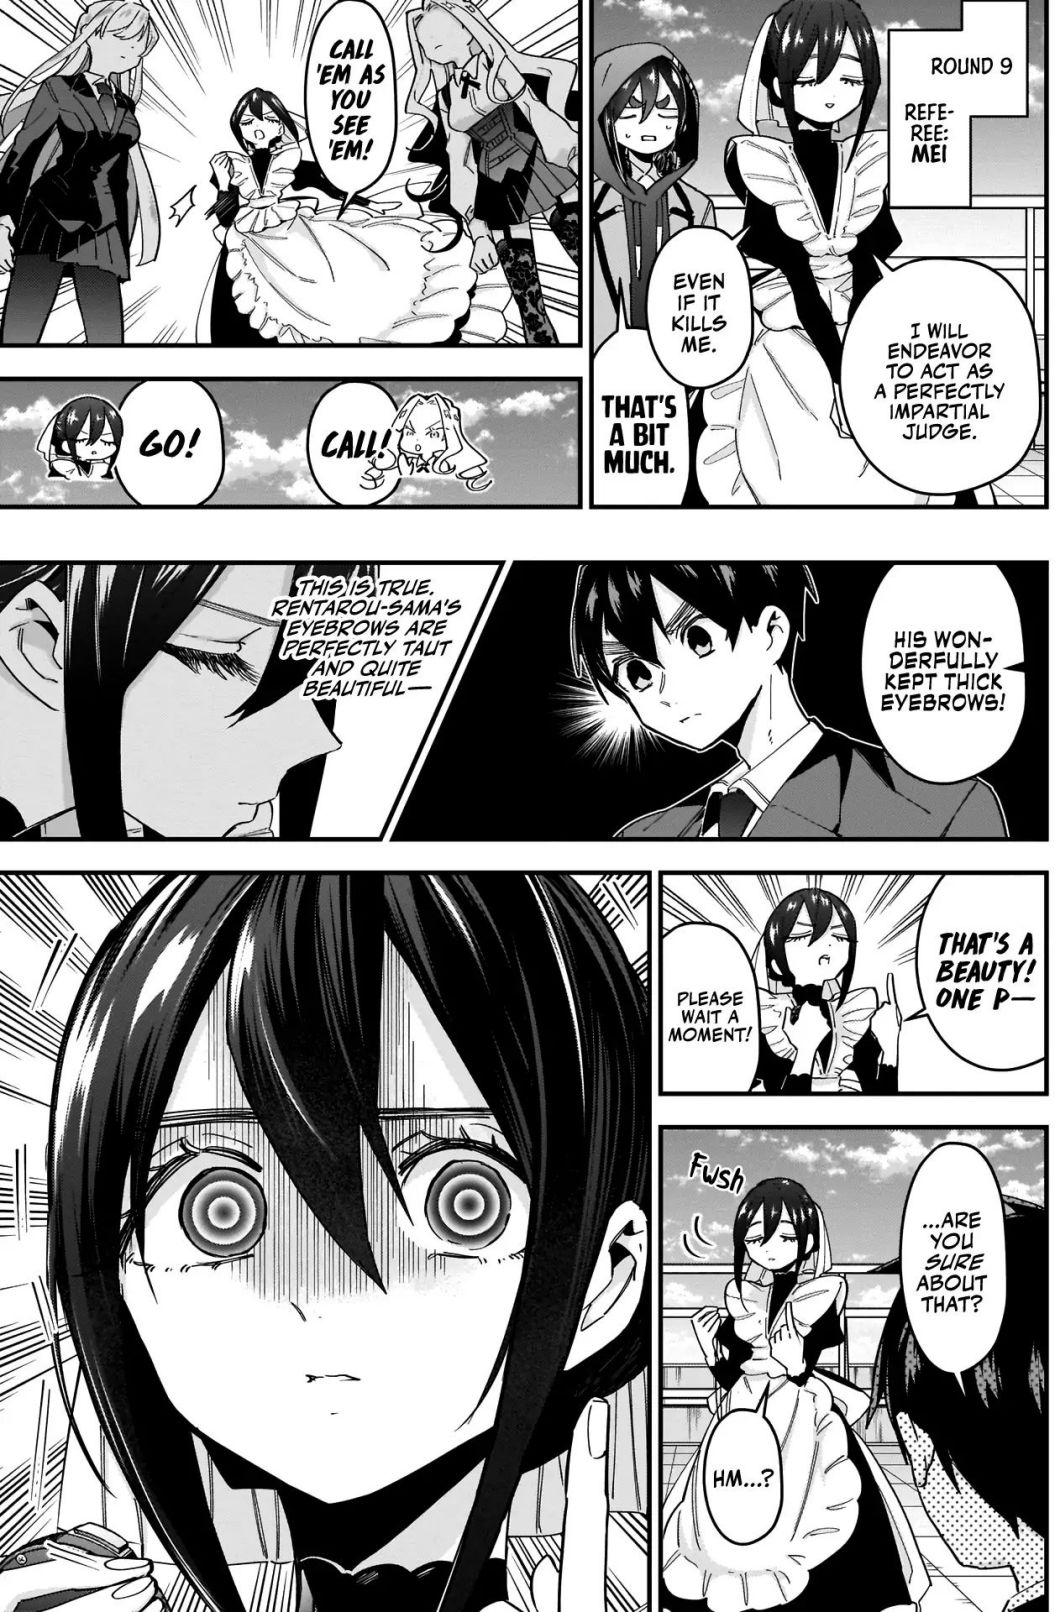 ROUND 9
REFE-
REE:
MEI
I WILL
ENDEAVOR
TO ACT AS
A PERFECTLY
IMPARTIAL
JUDGE.
EVEN
IF IT
KILLS
ME.
THAT'S
A BIT
MUCH.
CALL
'EM AS
YOU
SEE
'EM!
CALL!
GO!
HIS WON-
DERFULLY
KEPT THICK
EYEBROWS!
THIS IS TRUE.
RENTAROU-SAMA'S
EYEBROWS ARE
PERFECTLY TAUT
AND QUITE
BEAUTIFUL—
THAT'S A
BEAUTY!
ONE P—
PLEASE
WAIT A
MOMENT!
...ARE
YOU
SURE
ABOUT
THAT?
FWSH
HM...?